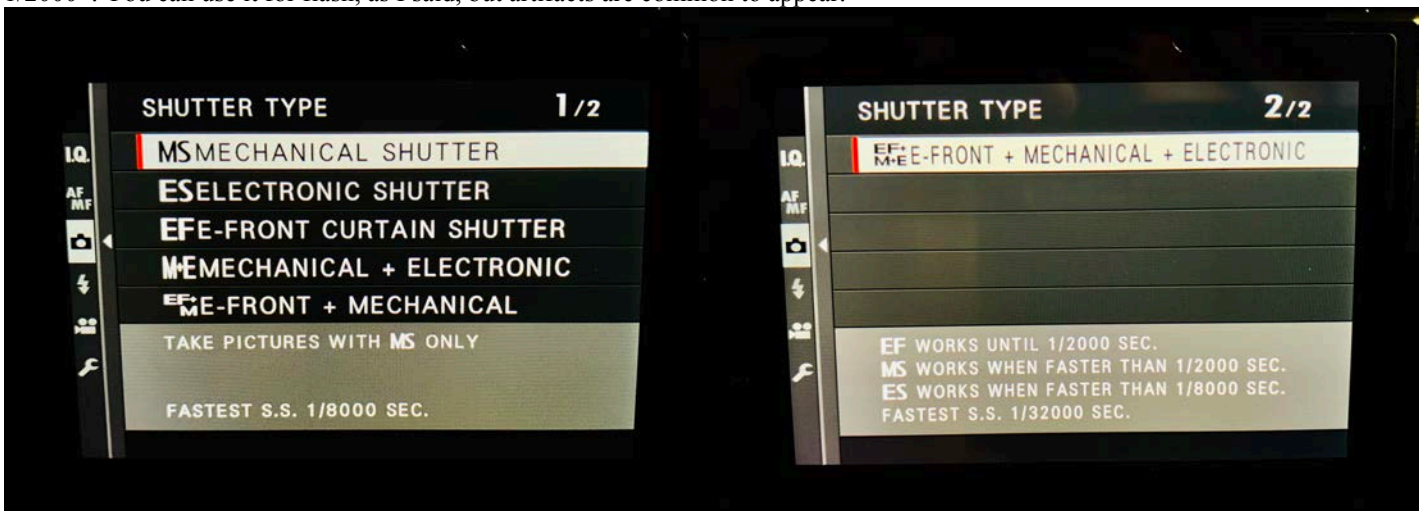 1/2000". You can use it for flash, as I said, but artifacts are common to appear.
SHUTTER TYPE 1/2
I.Q.
AF
MF
MS MECHANICAL SHUTTER
ES ELECTRONIC SHUTTER
EF E-FRONT CURTAIN SHUTTER
M+E MECHANICAL + ELECTRONIC
EF+M E-FRONT + MECHANICAL
TAKE PICTURES WITH MS ONLY
FASTEST S.S. 1/8000 SEC.
SHUTTER TYPE 2/2
I.Q.
AF
MF
EF+M+E E-FRONT + MECHANICAL + ELECTRONIC
EF WORKS UNTIL 1/2000 SEC.
MS WORKS WHEN FASTER THAN 1/2000 SEC.
ES WORKS WHEN FASTER THAN 1/8000 SEC.
FASTEST S.S. 1/32000 SEC.